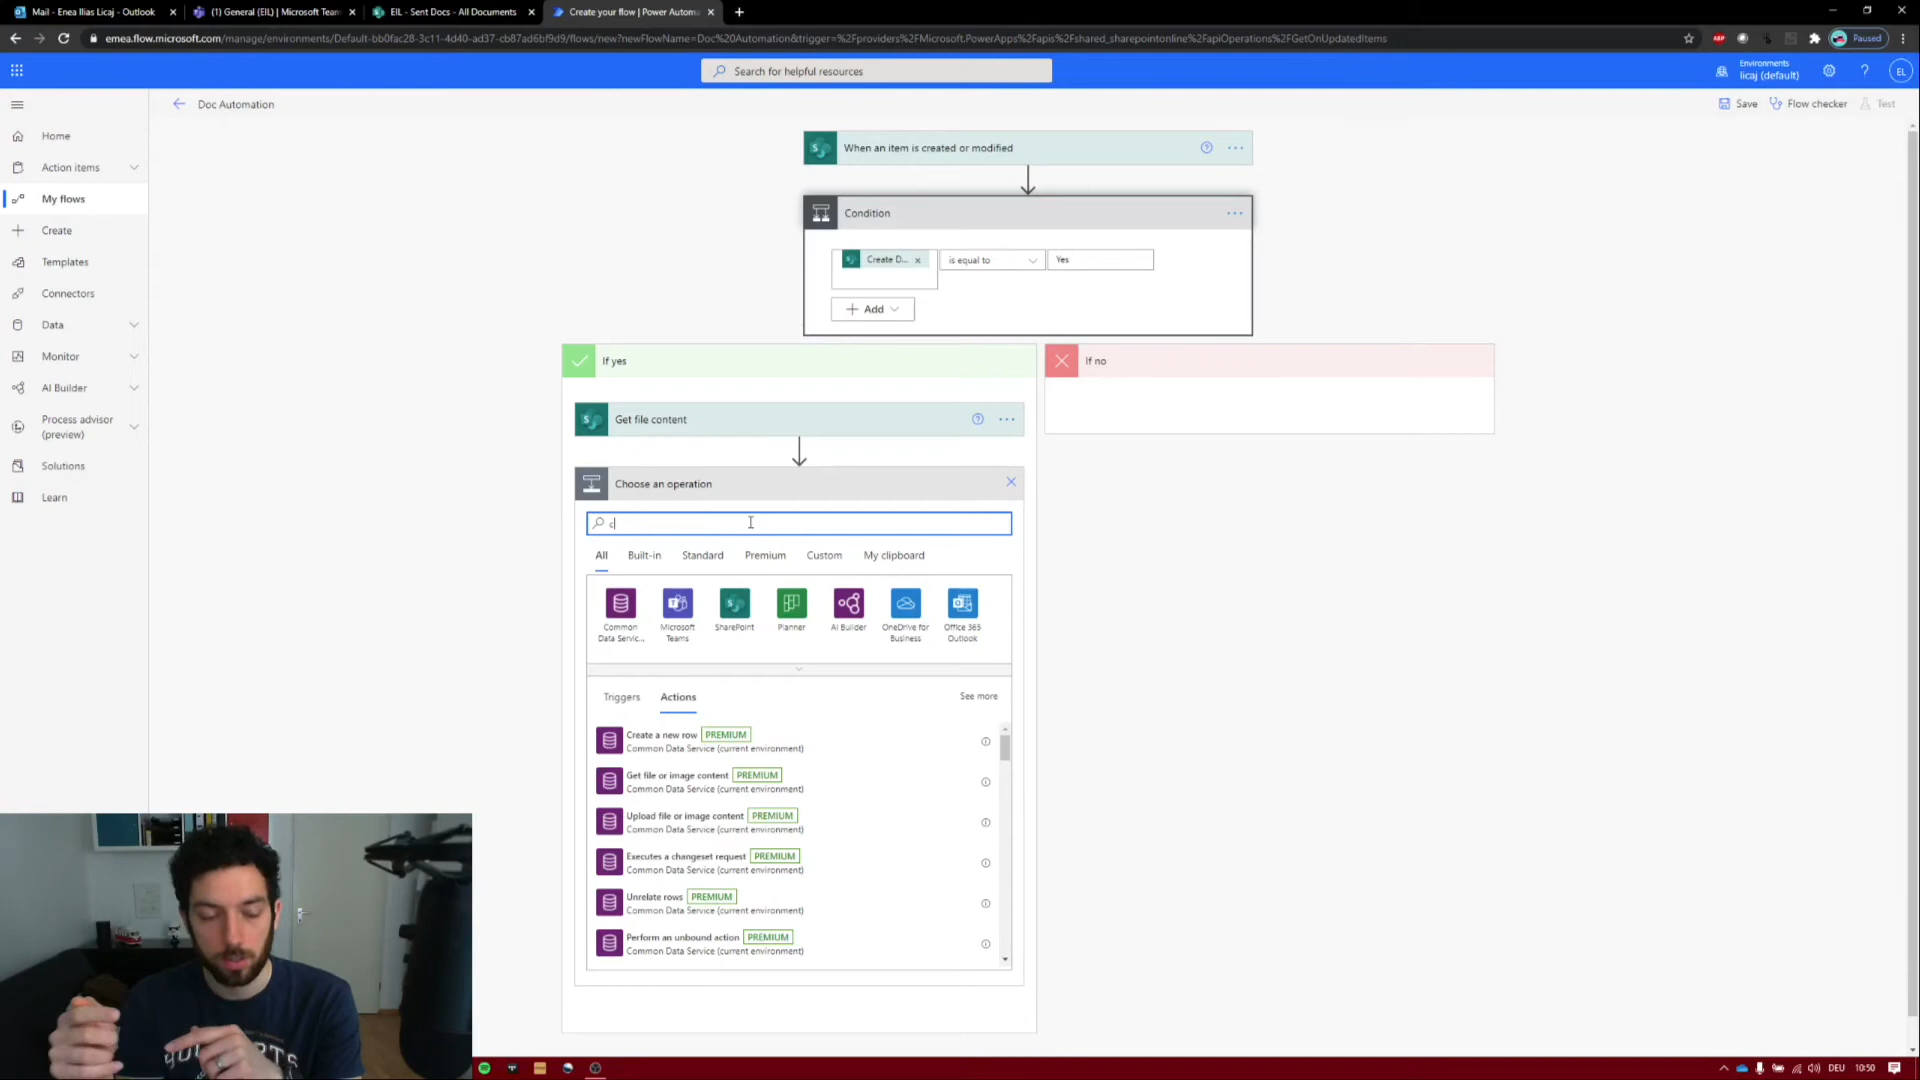 Mail - Enea Ilias Licaj - Outlook
(1) General (EIL) | Microsoft Team
EIL - Sent Docs - All Documents
Create your flow | Power Automa
emea.flow.microsoft.com/manage/environments/Default-bb0fac28-3c11-4d40-ad37-cb87ad6bf9d9/flows/new?newFlowName=Doc%20Automation&trigger=%2Fproviders%2FMicrosoft.PowerApps%2Fapis%2Fshared_sharepointonline%2FapiOperations%2FGetOnUpdatedItems
ABP
Paused
Search for helpful resources
Environments
licaj (default)
EL
Doc Automation
Save
Flow checker
Test
Home
Action items
My flows
Create
Templates
Connectors
Data
Monitor
AI Builder
Process advisor
(preview)
Solutions
Learn
When an item is created or modified
Condition
Create D...
is equal to
Yes
Add
If yes
If no
Get file content
Choose an operation
c
All
Built-in
Standard
Premium
Custom
My clipboard
Common
Data Servic...
Microsoft
Teams
SharePoint
Planner
AI Builder
OneDrive for
Business
Office 365
Outlook
Triggers
Actions
See more
Create a new row PREMIUM
Common Data Service (current environment)
Get file or image content PREMIUM
Common Data Service (current environment)
Upload file or image content PREMIUM
Common Data Service (current environment)
Executes a changeset request PREMIUM
Common Data Service (current environment)
Unrelate rows PREMIUM
Common Data Service (current environment)
Perform an unbound action PREMIUM
Common Data Service (current environment)
DEU
10:50